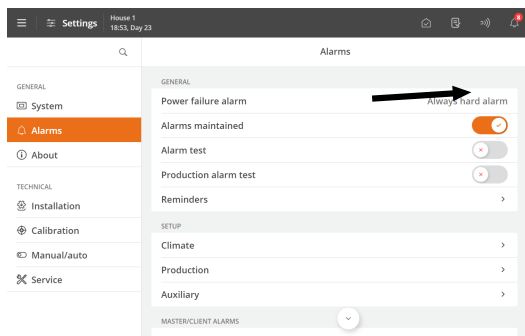 Settings
House 1
18:53, Day 23
8
Alarms
GENERAL
System
Alarms
About
TECHNICAL
Installation
Calibration
Manual/auto
Service
GENERAL
Power failure alarm
Always hard alarm
Alarms maintained
Alarm test
Production alarm test
Reminders
SETUP
Climate
Production
Auxiliary
MASTER/CLIENT ALARMS